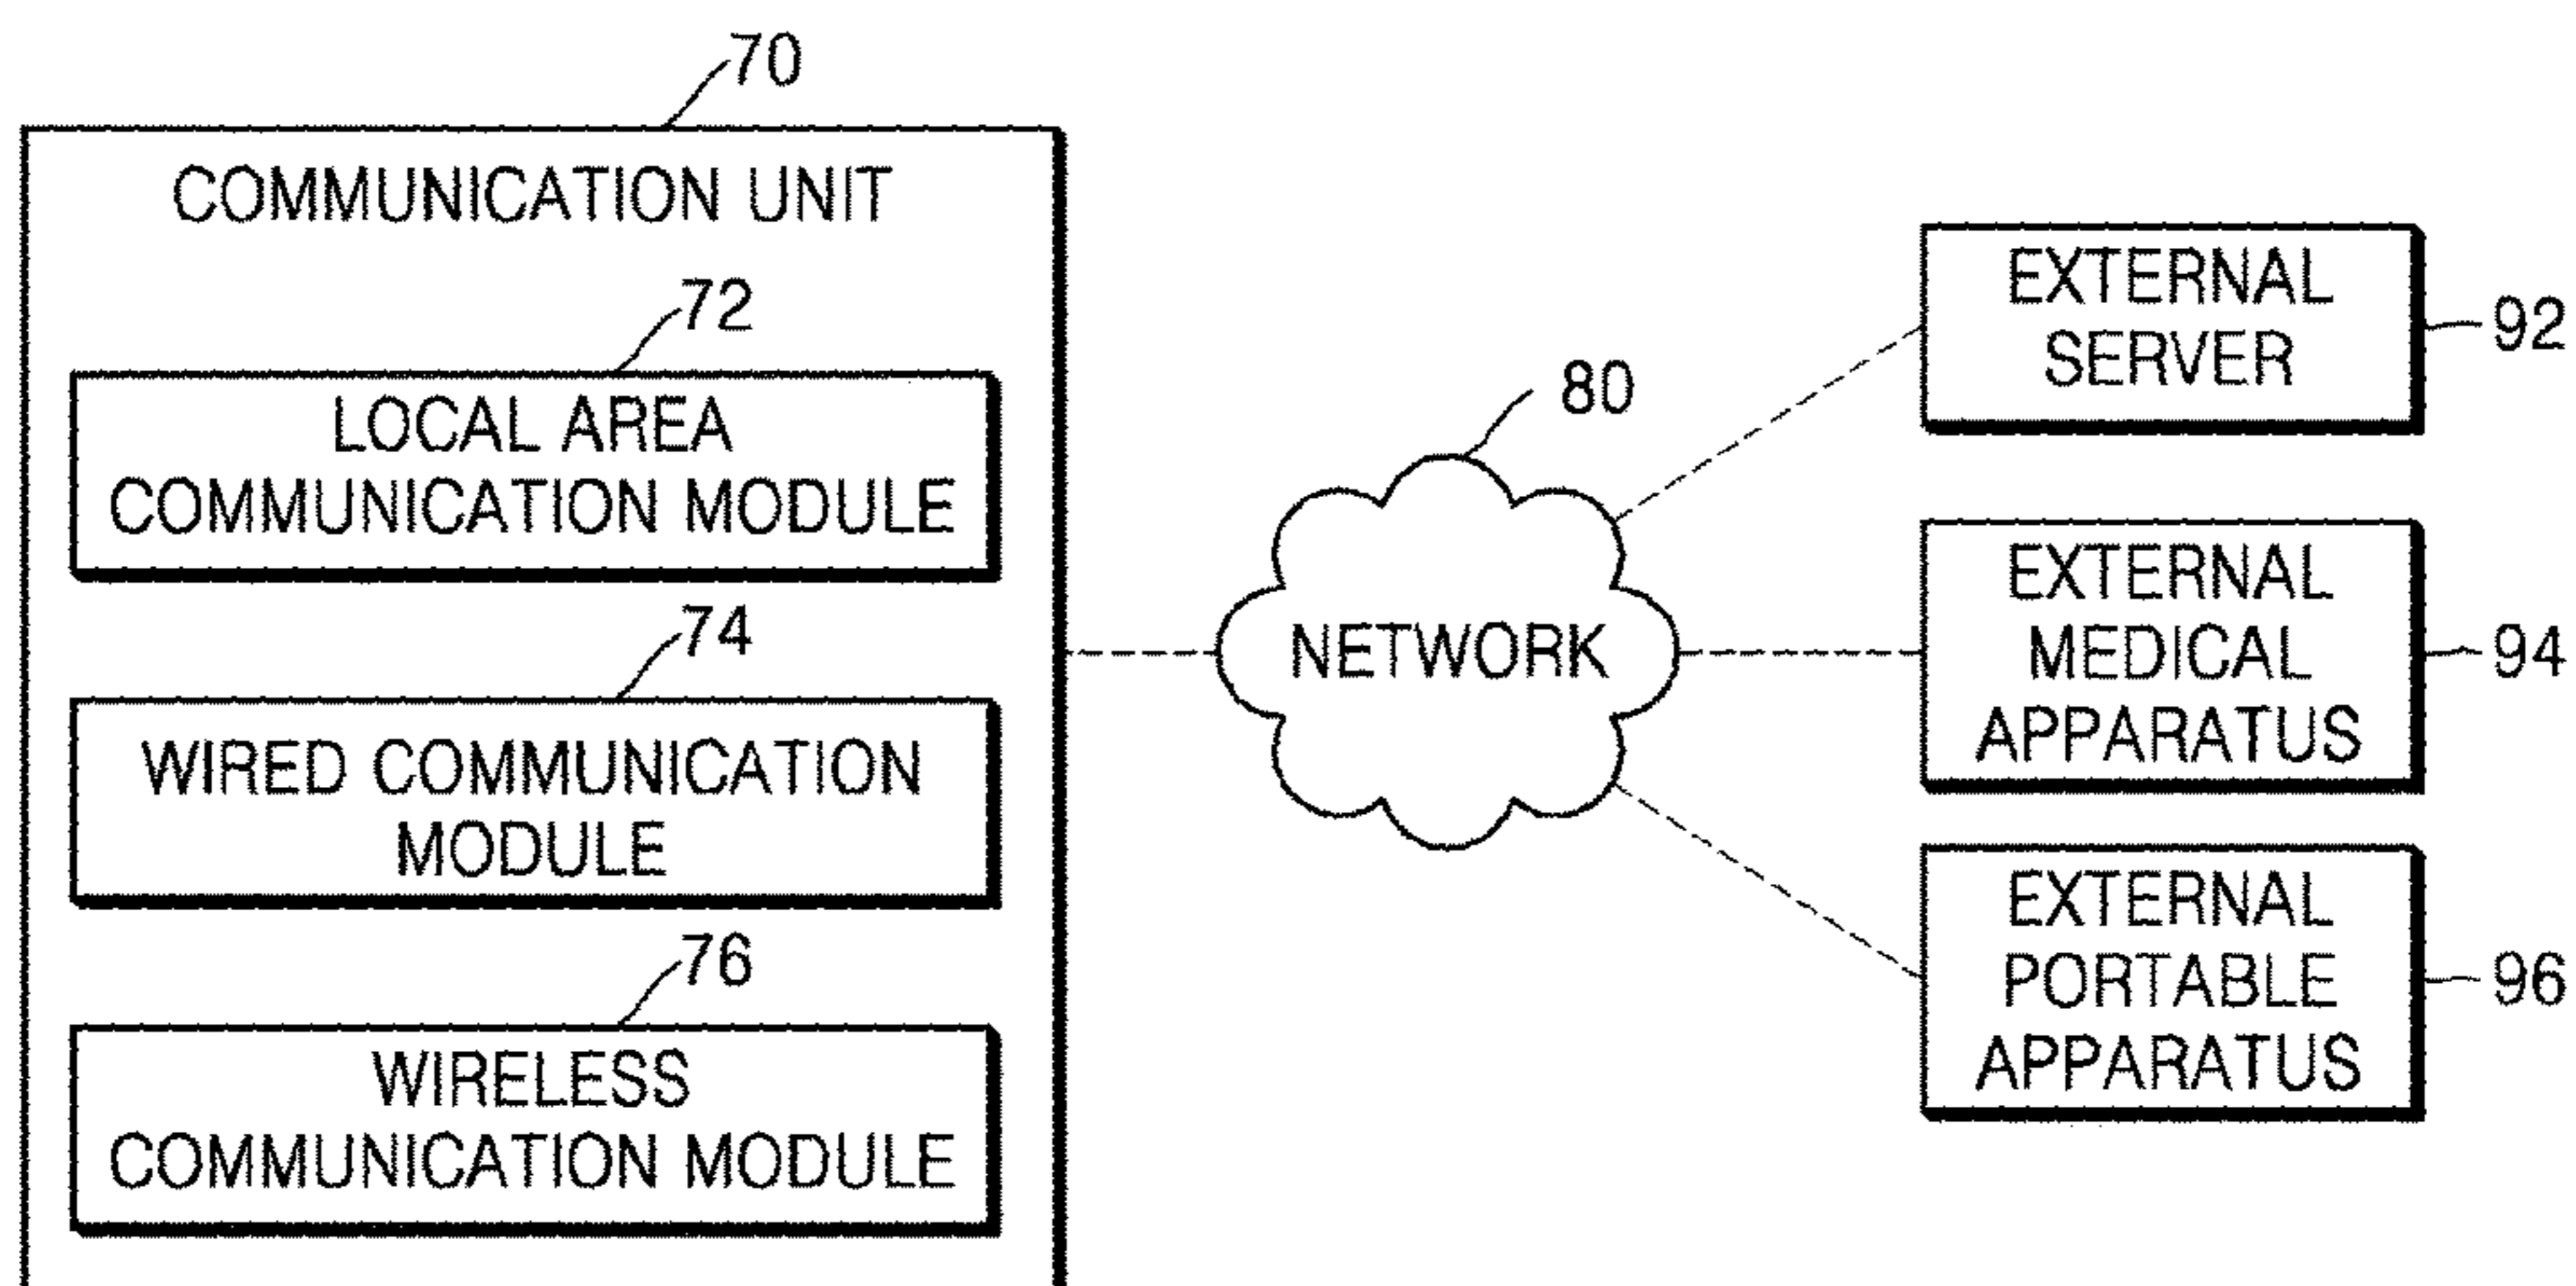 70
COMMUNICATION UNIT
72
LOCAL AREA
COMMUNICATION MODULE
74
WIRED COMMUNICATION
MODULE
76
WIRELESS
COMMUNICATION MODULE
80
NETWORK
EXTERNAL
SERVER
92
EXTERNAL
MEDICAL
APPARATUS
94
EXTERNAL
PORTABLE
APPARATUS
96